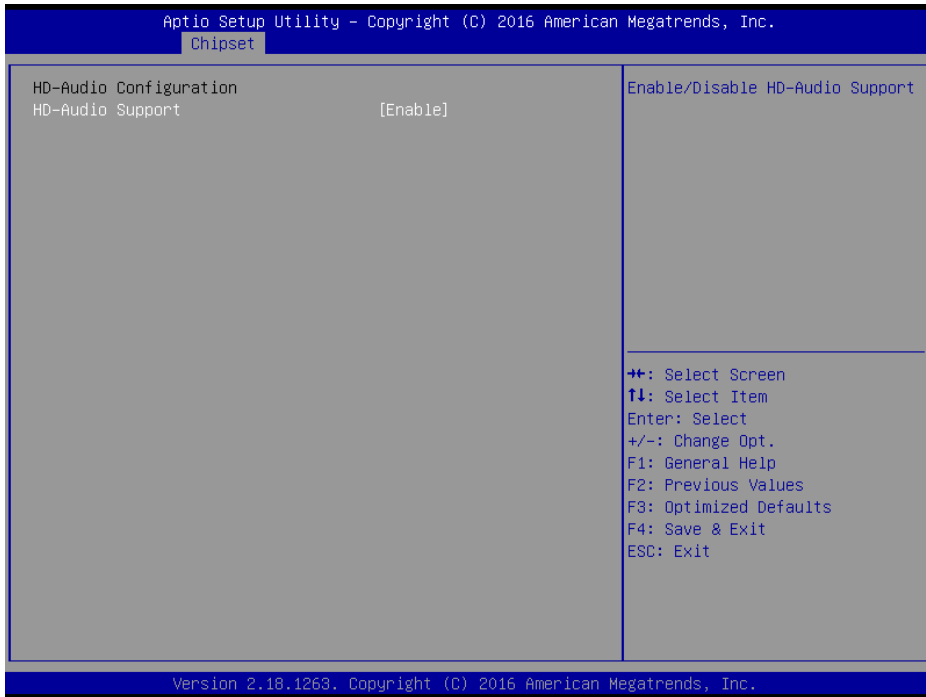 Aptio Setup Utility – Copyright (C) 2016 American Megatrends, Inc.
Chipset
HD-Audio Configuration
HD-Audio Support [Enable]
Enable/Disable HD-Audio Support
→←: Select Screen
↑↓: Select Item
Enter: Select
+/-: Change Opt.
F1: General Help
F2: Previous Values
F3: Optimized Defaults
F4: Save & Exit
ESC: Exit
Version 2.18.1263. Copyright (C) 2016 American Megatrends, Inc.